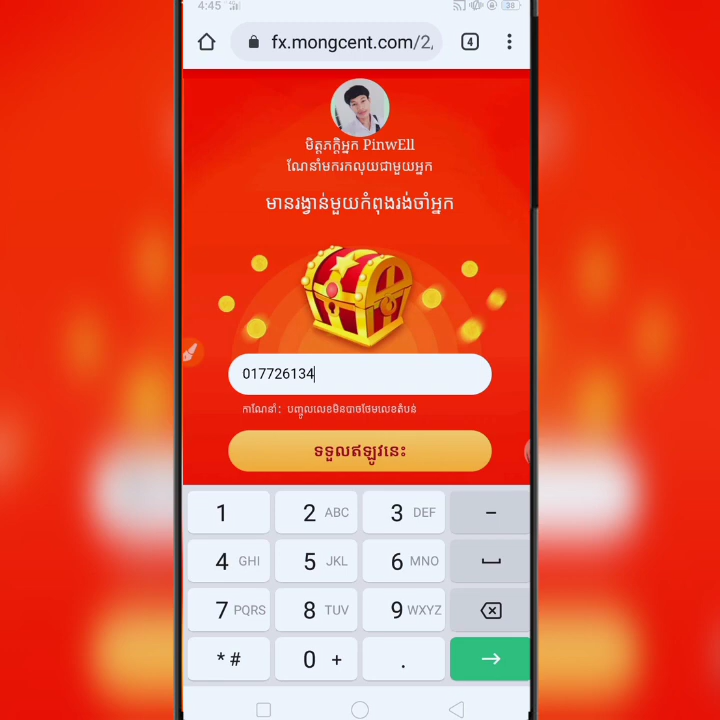 4:45
38
fx.mongcent.com/2,
4
មិត្តភក្តិអ្នក PinwEll
ណែនាំមករកលុយជាមួយអ្នក
មានរង្វាន់មួយកំពុងរង់ចាំអ្នក
017726134
ការណែនាំ: បញ្ចូលលេខមិនបាច់ថែមលេខតំបន់
ទទួលឥឡូវនេះ
1 2 ABC 3 DEF -
4 GHI 5 JKL 6 MNO
7 PQRS 8 TUV 9 WXYZ
*# 0 + .